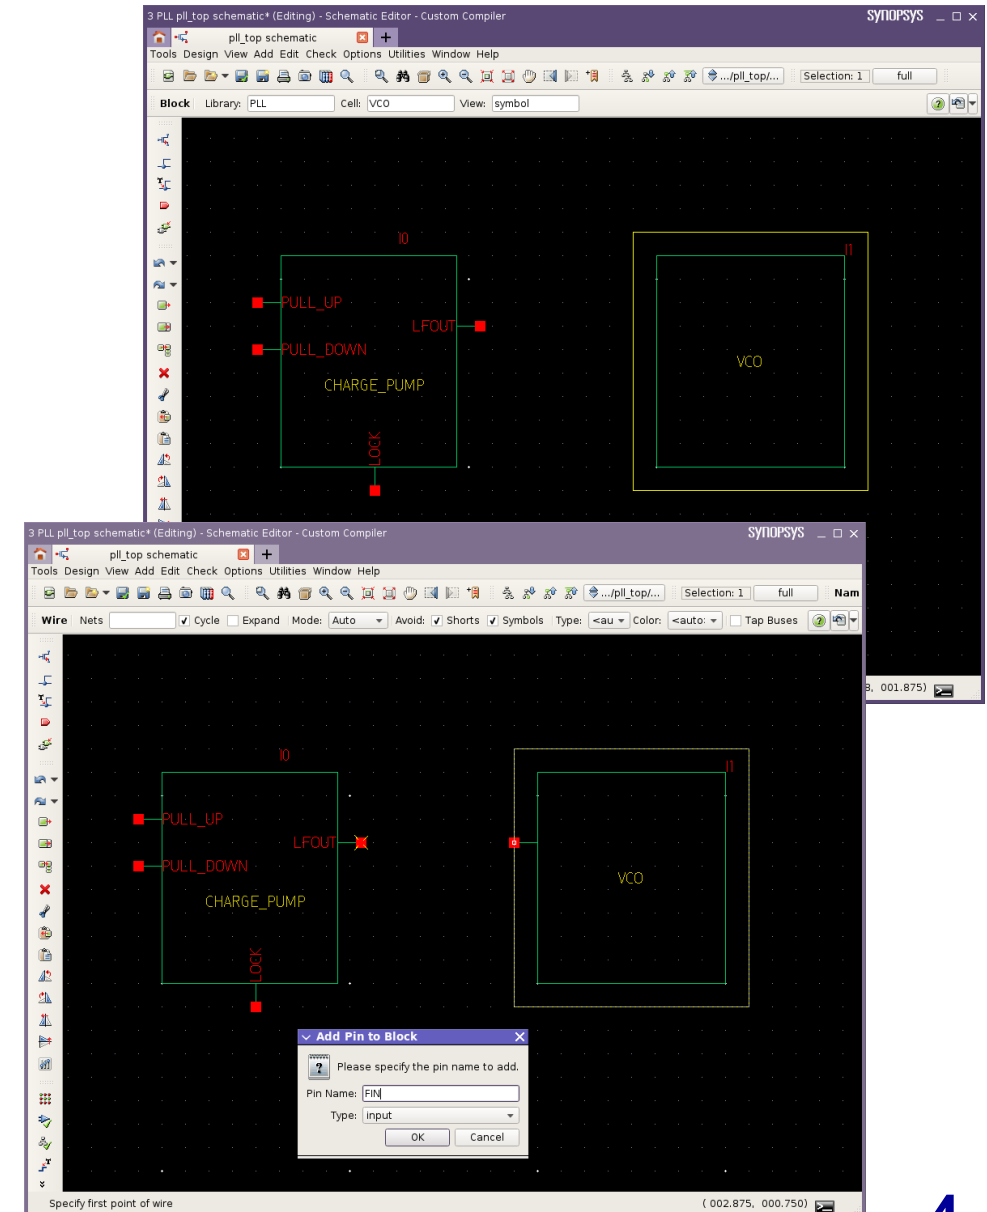 3 PLL pll_top schematic* (Editing) - Schematic Editor - Custom Compiler SYNOPSYS
pll_top schematic
Tools Design View Add Edit Check Options Utilities Window Help
.../pll_top/... Selection: 1 full
Block Library: PLL Cell: VCO View: symbol
I0
I1
PULL_UP
LFOUT
PULL_DOWN
VCO
CHARGE_PUMP
LOCK
8, 001.875)
3 PLL pll_top schematic* (Editing) - Schematic Editor - Custom Compiler SYNOPSYS
pll_top schematic
Tools Design View Add Edit Check Options Utilities Window Help
.../pll_top/... Selection: 1 full Nam
Wire Nets Cycle Expand Mode: Auto Avoid: Shorts Symbols Type: <au Color: <auto: Tap Buses
I0
I1
PULL_UP
LFOUT
PULL_DOWN
VCO
CHARGE_PUMP
LOCK
Add Pin to Block
Please specify the pin name to add.
Pin Name: FIN
Type: input
OK Cancel
Specify first point of wire ( 002.875, 000.750)